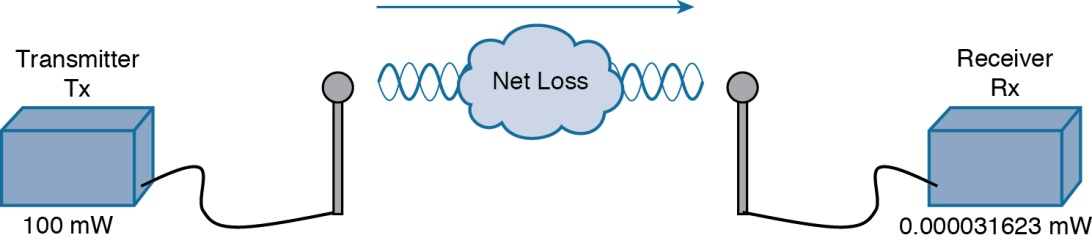 Transmitter
Tx
Net Loss
Receiver
Rx
100 mW
0.000031623 mW